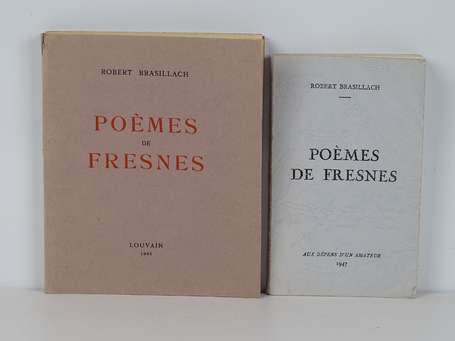 ROBERT BRASILLACH
POÈMES
DE
FRESNES
LOUVAIN
ROBERT BRASILLACH
POÈMES
DE FRESNES
AUX DÉPENS D'UN AMATEUR
1947